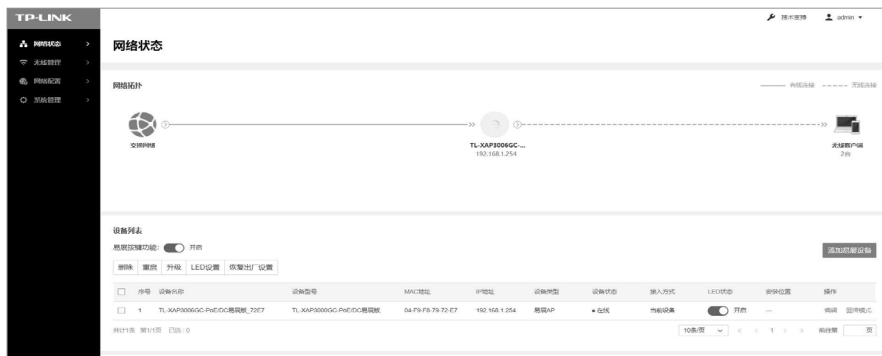 TP-LINK
技术支持 admin
网络状态
无线管理
网络配置
系统管理
网络状态
网络拓扑
有线连接 无线连接
交换网络
TL-XAP3006GC-...
192.168.1.254
无线客户端
2台
设备列表
易展按键功能: 开启
添加易展设备
删除 重启 升级 LED设置 恢复出厂设置
序号 设备名称 设备型号 MAC地址 IP地址 设备类型 设备状态 接入方式 LED状态 安装位置 操作
1 TL-XAP3006GC-PoE/DC易展版_72E7 TL-XAP3000GC-PoE/DC易展版 04-F9-F8-79-72-E7 192.168.1.254 易展AP 在线 当前设备 开启 --- 编辑
共计1条 第1/1页 已选: 0 10条/页 1 前往第 页